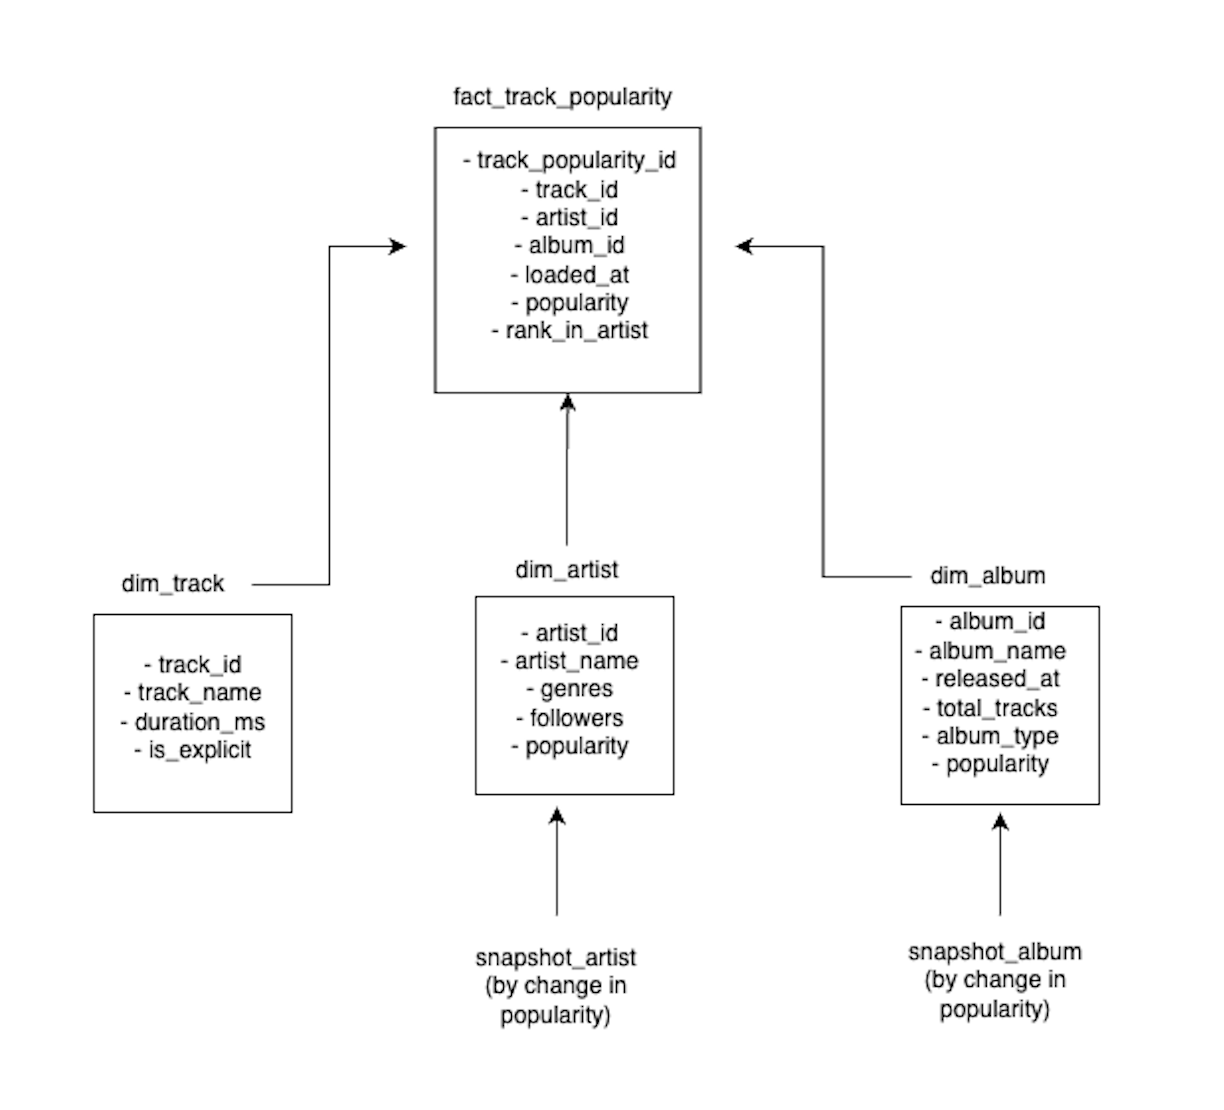 fact_track_popularity
- track_popularity_id
- track_id
- artist_id
- album_id
- loaded_at
- popularity
- rank_in_artist
dim_track
- track_id
- track_name
- duration_ms
- is_explicit
dim_artist
- artist_id
- artist_name
- genres
- followers
- popularity
dim_album
- album_id
- album_name
- released_at
- total_tracks
- album_type
- popularity
snapshot_artist
(by change in
popularity)
snapshot_album
(by change in
popularity)